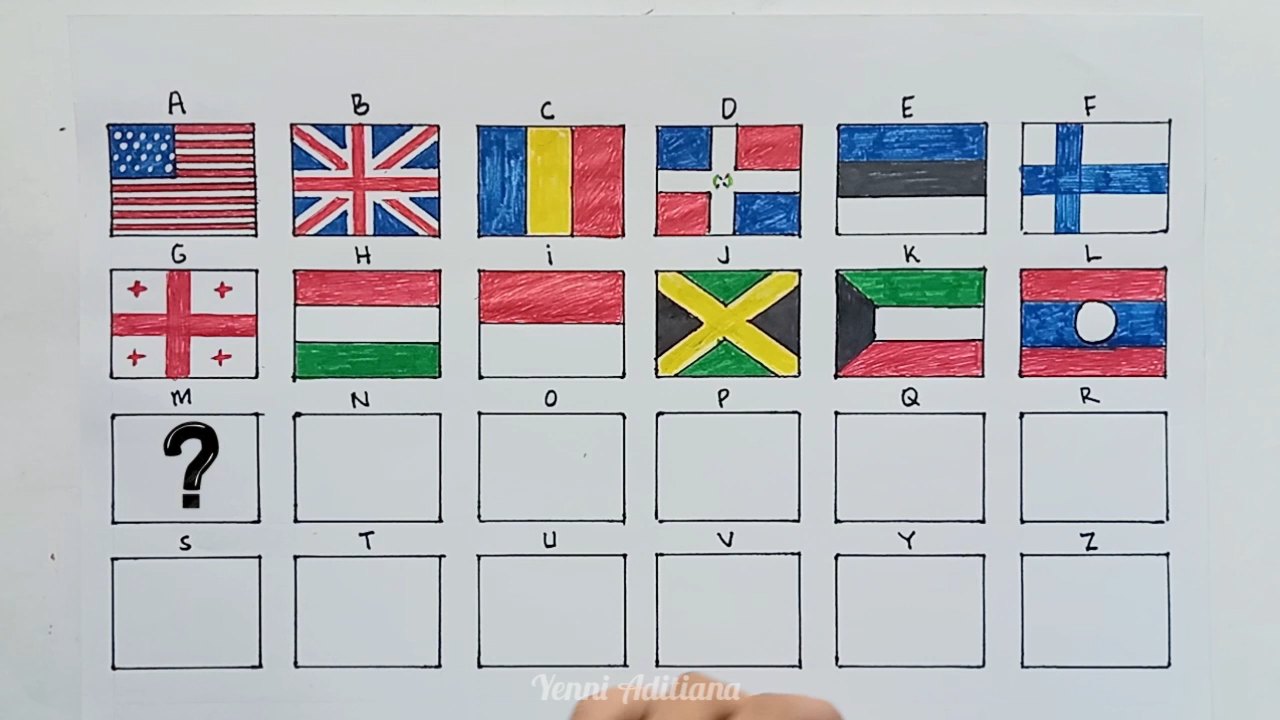 A B C D E F
G H i J K L
M N O P Q R
?
S T U V Y Z
Yenni Aditiana